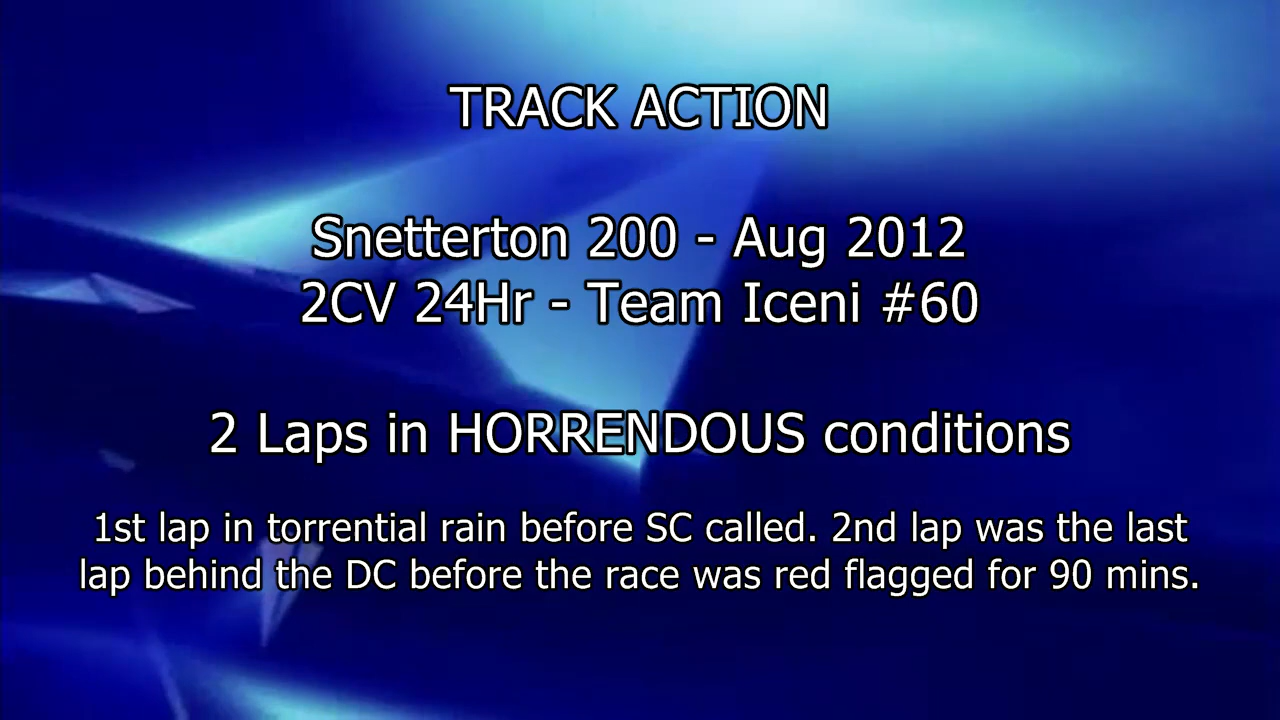 TRACK ACTION
Snetterton 200 - Aug 2012
2CV 24Hr - Team Iceni #60
2 Laps in HORRENDOUS conditions
1st lap in torrential rain before SC called. 2nd lap was the last
lap behind the DC before the race was red flagged for 90 mins.